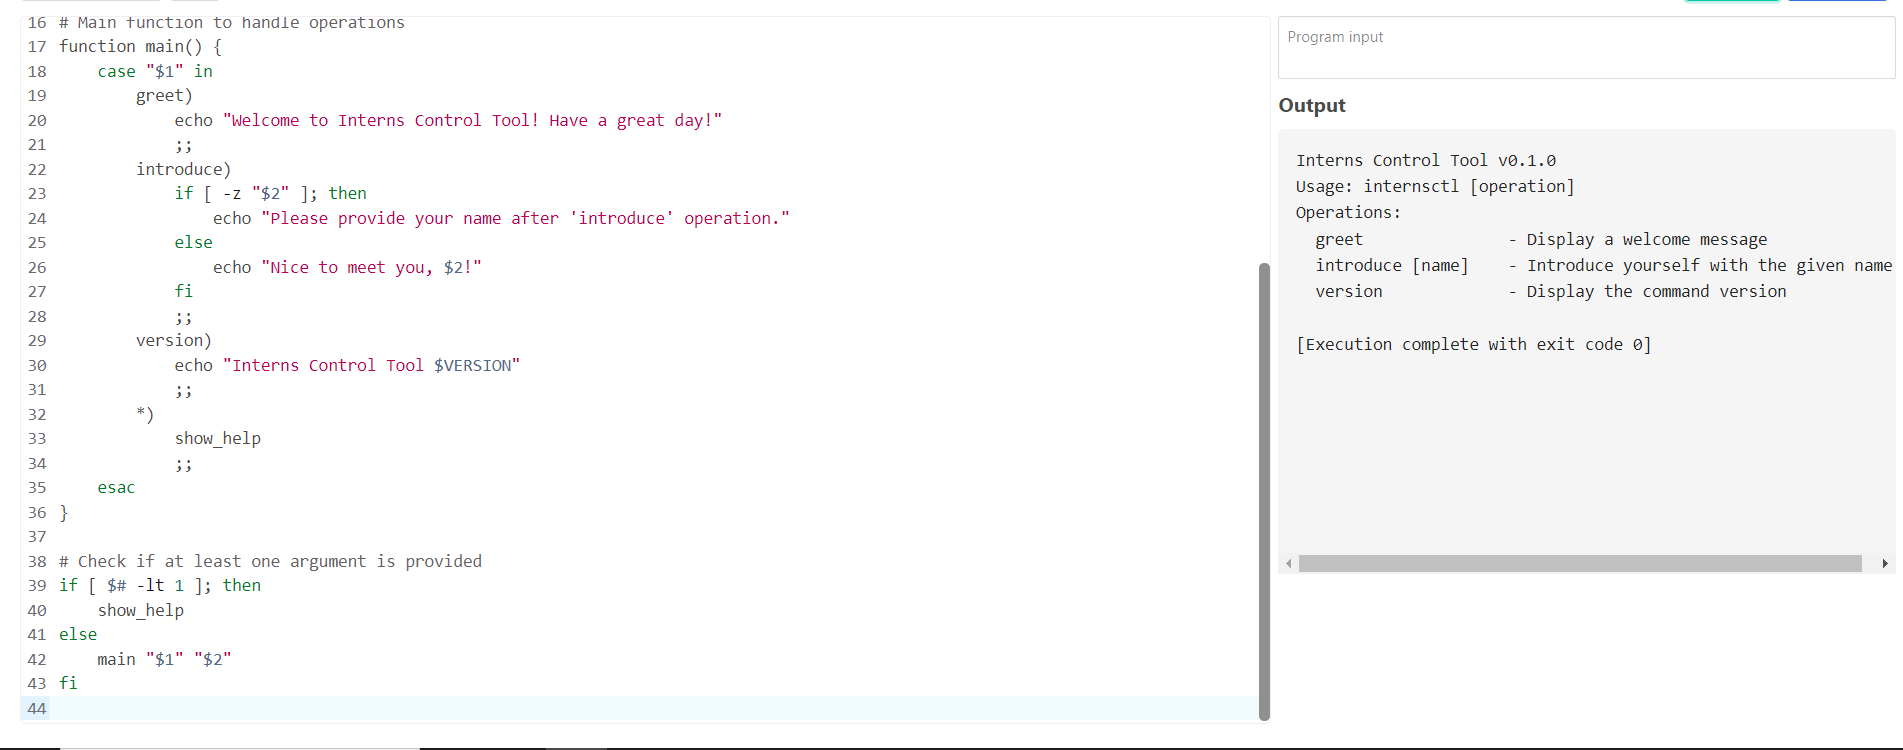 16 # Main function to handle operations
17 function main() {
18     case "$1" in
19         greet)
20             echo "Welcome to Interns Control Tool! Have a great day!"
21             ;;
22         introduce)
23             if [ -z "$2" ]; then
24                 echo "Please provide your name after 'introduce' operation."
25             else
26                 echo "Nice to meet you, $2!"
27             fi
28             ;;
29         version)
30             echo "Interns Control Tool $VERSION"
31             ;;
32         *)
33             show_help
34             ;;
35     esac
36 }
37
38 # Check if at least one argument is provided
39 if [ $# -lt 1 ]; then
40     show_help
41 else
42     main "$1" "$2"
43 fi
44
Program input
Output
Interns Control Tool v0.1.0
Usage: internsctl [operation]
Operations:
  greet               - Display a welcome message
  introduce [name]    - Introduce yourself with the given name
  version             - Display the command version
[Execution complete with exit code 0]